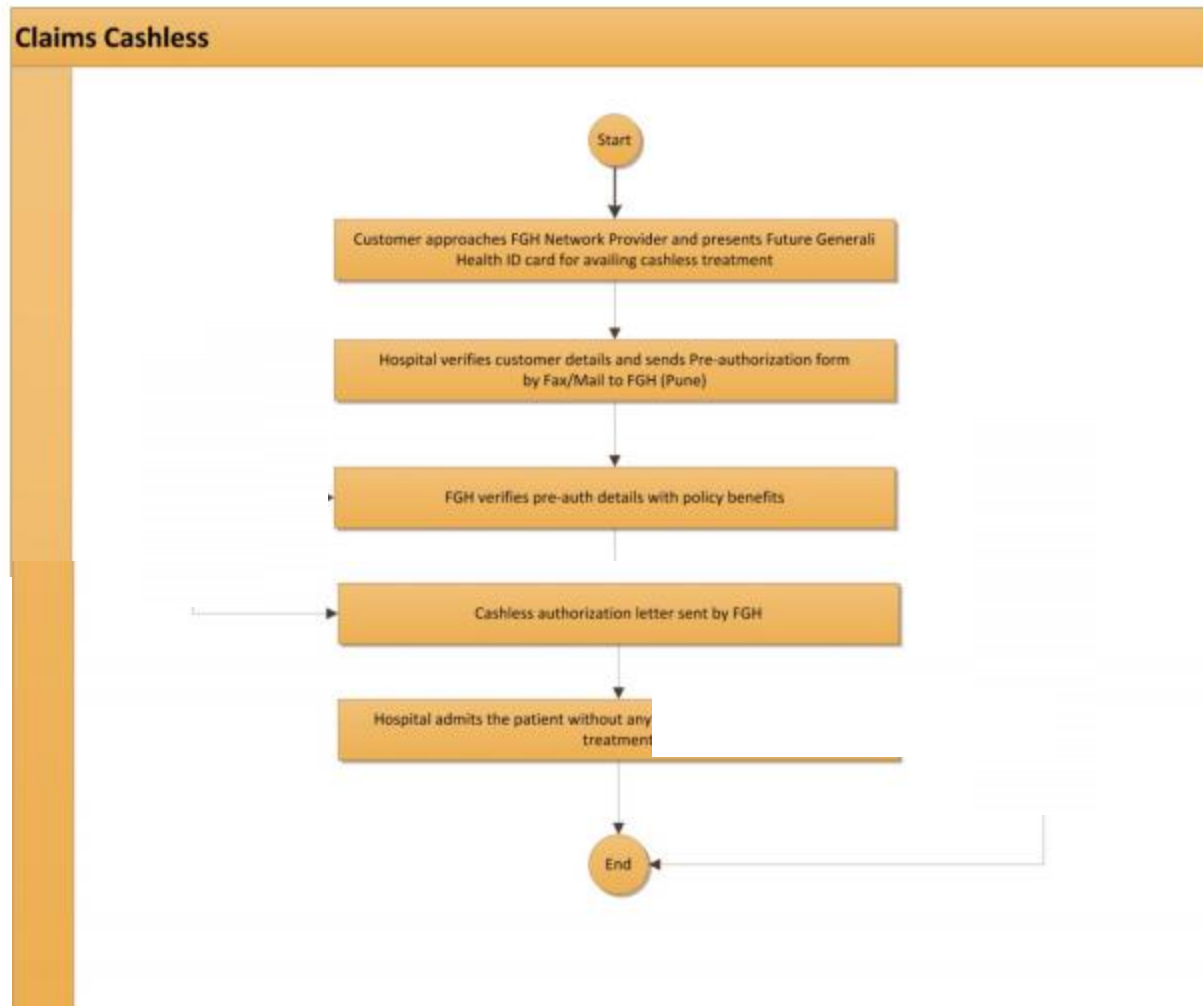 Claims Cashless
Start
Customer approaches FGH Network Provider and presents Future Generali
Health ID card for availing cashless treatment
Hospital verifies customer details and sends Pre-authorization form
by Fax/Mail to FGH (Pune)
FGH verifies pre-auth details with policy benefits
Cashless authorization letter sent by FGH
Hospital admits the patient without any
treatment
End